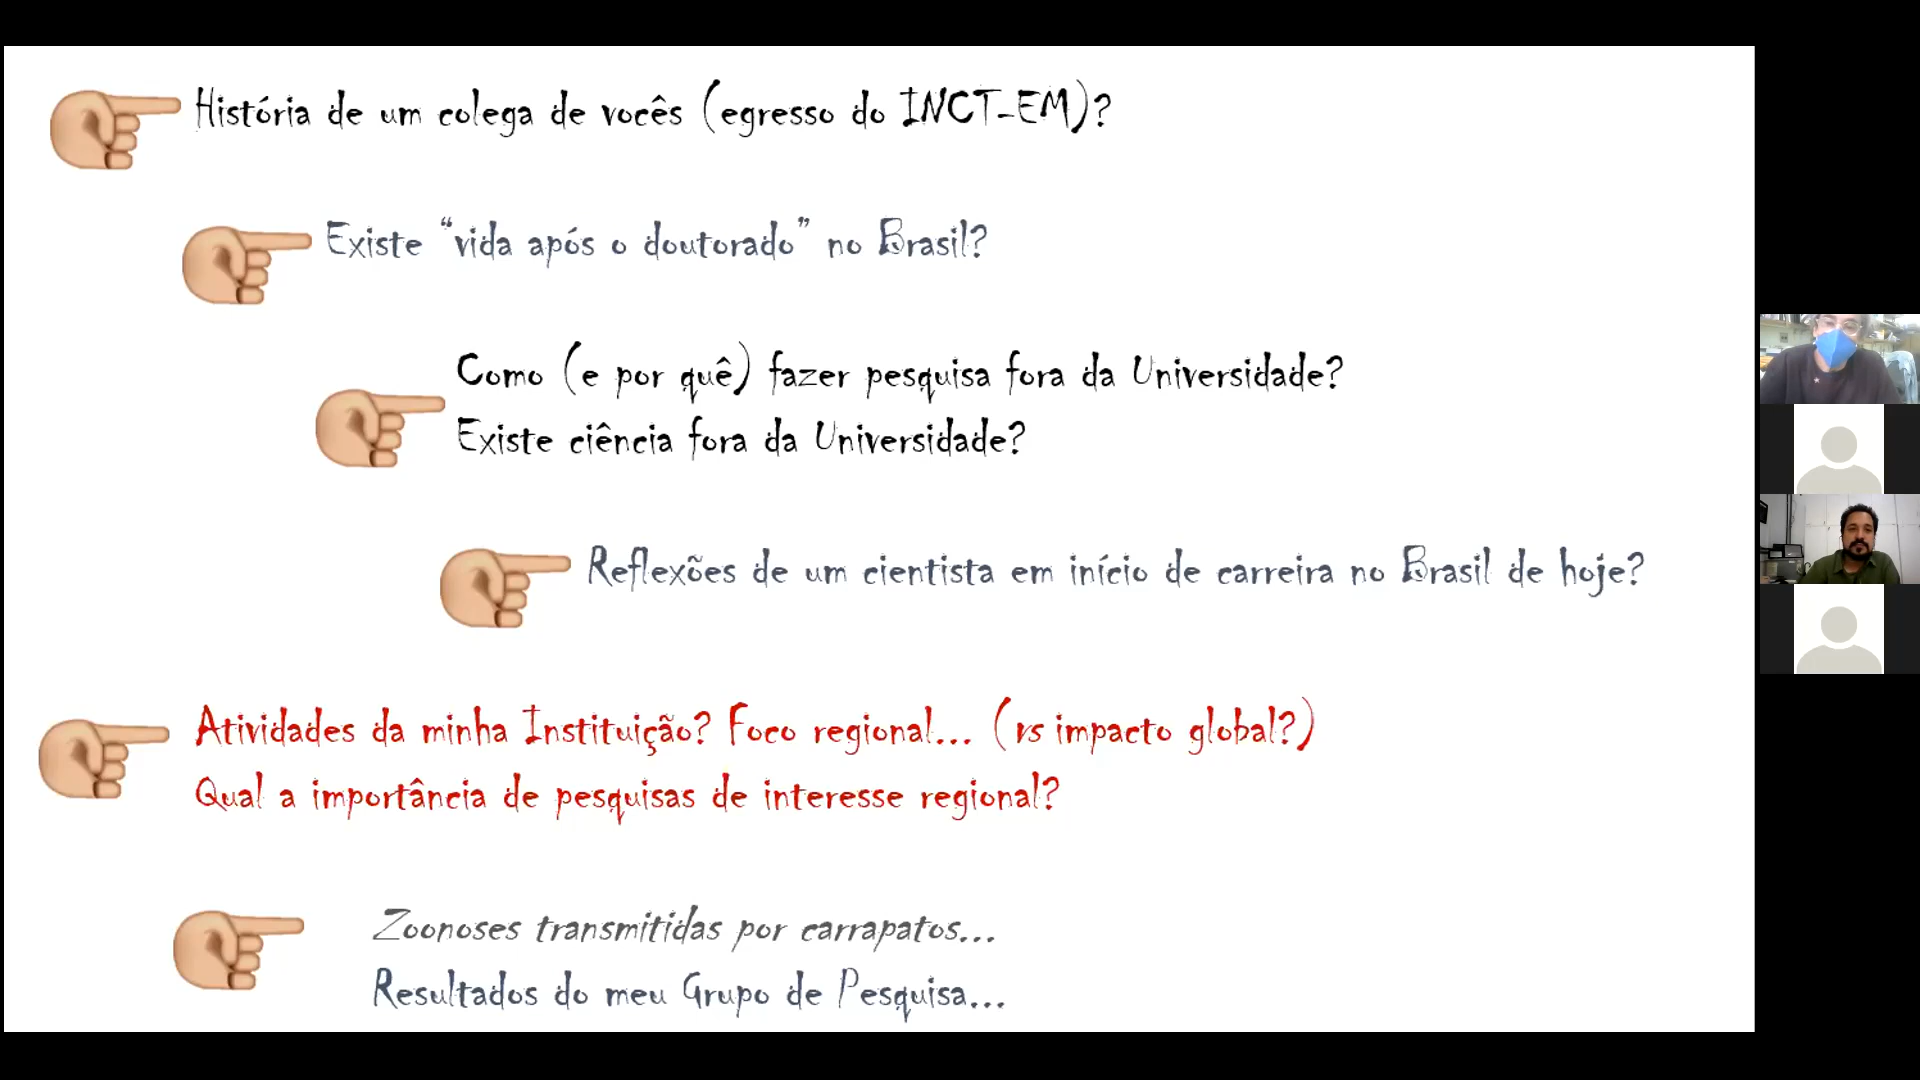 História de um colega de vocês (egresso do INCT-EM)?
Existe “vida após o doutorado” no Brasil?
Como (e por quê) fazer pesquisa fora da Universidade?
Existe ciência fora da Universidade?
Reflexões de um cientista em início de carreira no Brasil de hoje?
Atividades da minha Instituição? Foco regional... (vs impacto global?)
Qual a importância de pesquisas de interesse regional?
Zoonoses transmitidas por carrapatos...
Resultados do meu Grupo de Pesquisa...